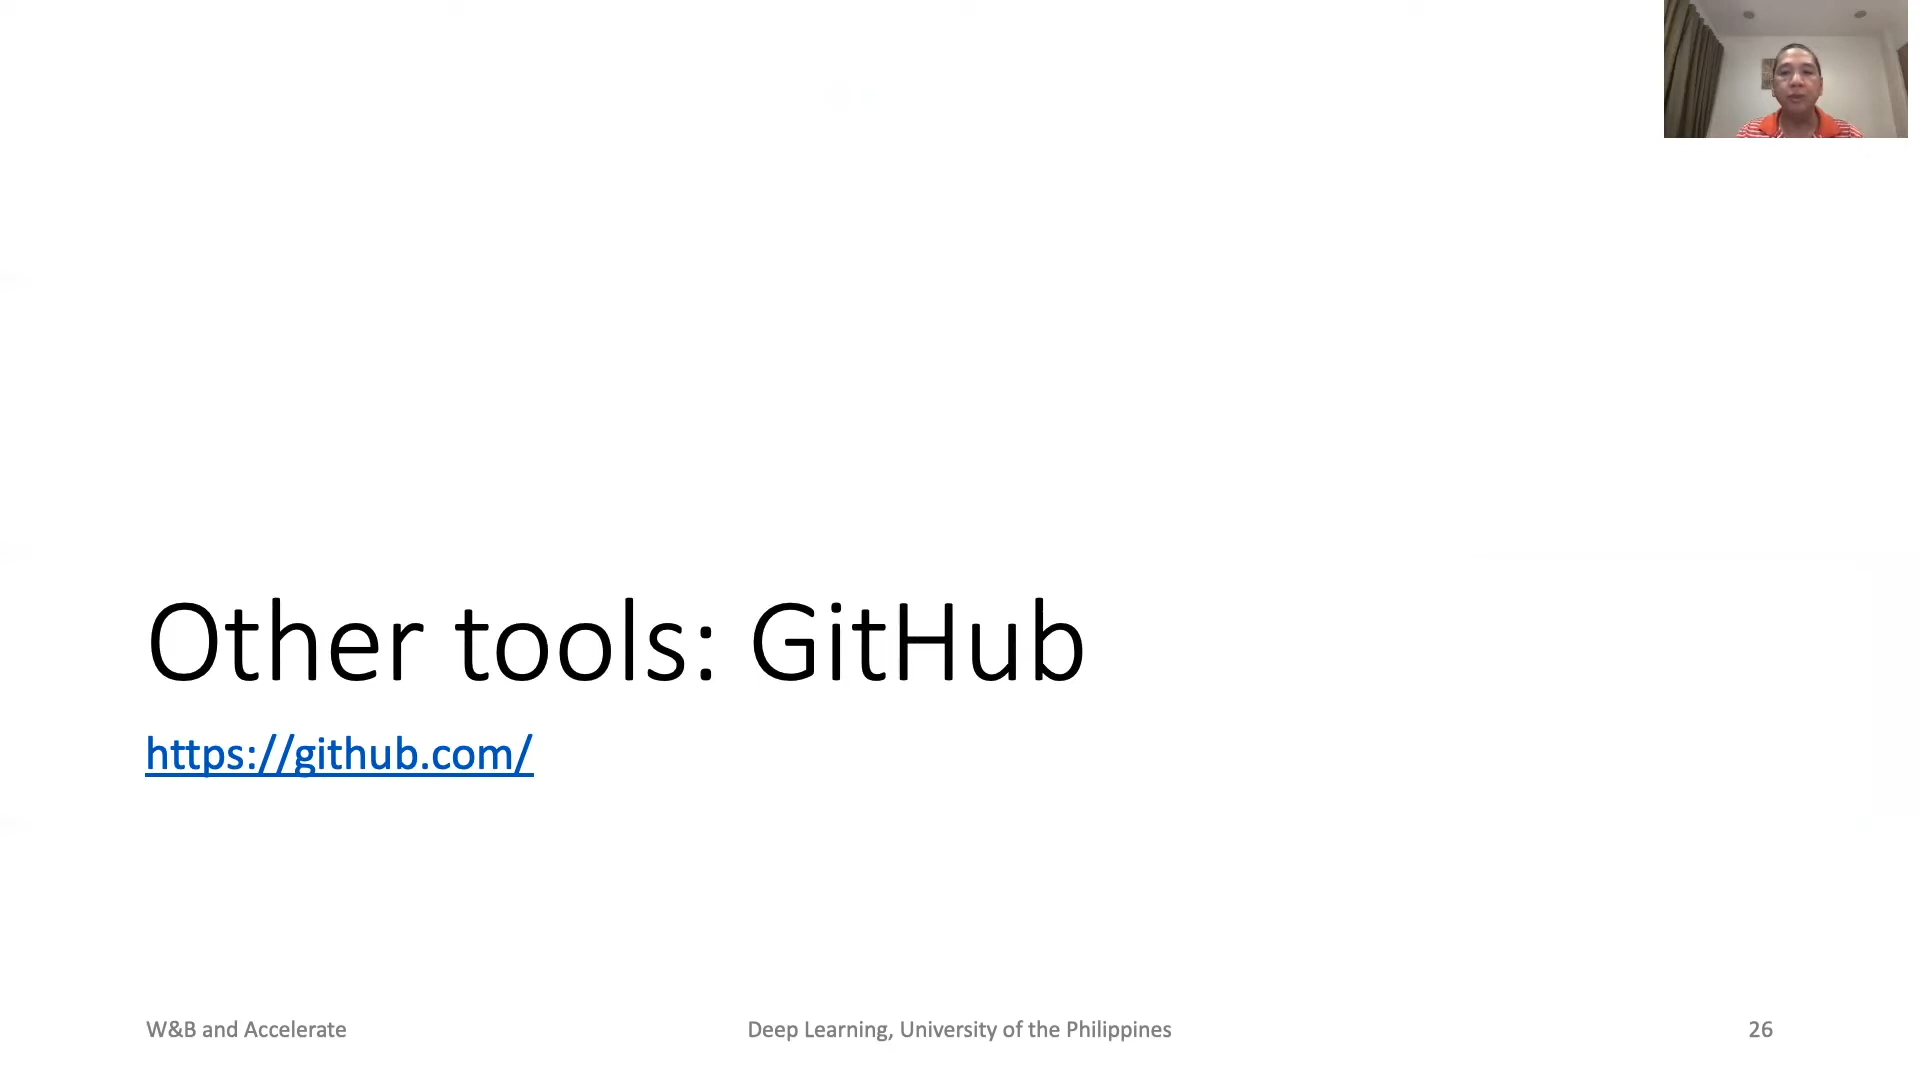 Other tools: GitHub
https://github.com/
W&B and Accelerate
Deep Learning, University of the Philippines
26